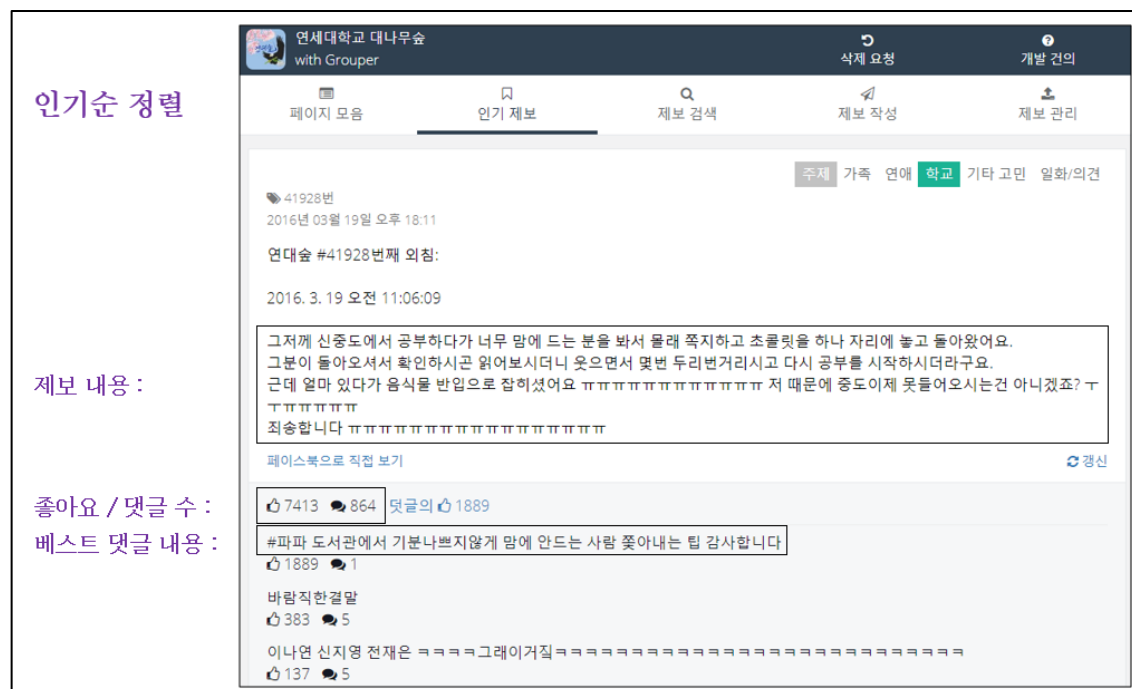 연세대학교 대나무숲
with Grouper
삭제 요청
개발 건의
인기순 정렬
페이지 모음
인기 제보
제보 검색
제보 작성
제보 관리
주제 가족 연애 학교 기타 고민 일화/의견
41928번
2016년 03월 19일 오후 18:11
연대숲 #41928번째 외침:
2016. 3. 19 오전 11:06:09
제보 내용 :
그저께 신중도에서 공부하다가 너무 맘에 드는 분을 봐서 몰래 쪽지하고 초콜릿을 하나 자리에 놓고 돌아왔어요.
그분이 돌아오셔서 확인하시곤 읽어보시더니 웃으면서 몇번 두리번거리시고 다시 공부를 시작하시더라구요.
근데 얼마 있다가 음식물 반입으로 잡히셨어요 ㅠㅠㅠㅠㅠㅠㅠㅠㅠㅠㅠㅠ 저 때문에 중도이제 못들어오시는건 아니겠죠? ㅜ
ㅜㅠㅠㅠㅠㅠ
죄송합니다 ㅠㅠㅠㅠㅠㅠㅠㅠㅠㅠㅠㅠㅠㅠㅠㅠㅠ
페이스북으로 직접 보기
갱신
좋아요 / 댓글 수 :
7413 864 덧글의 1889
베스트 댓글 내용 :
#파파 도서관에서 기분나쁘지않게 맘에 안드는 사람 쫓아내는 팁 감사합니다
1889 1
바람직한결말
383 5
이나연 신지영 전재은 ㅋㅋㅋㅋ그래이거짘ㅋㅋㅋㅋㅋㅋㅋㅋㅋㅋㅋㅋㅋㅋㅋㅋㅋㅋㅋㅋㅋㅋㅋㅋㅋㅋㅋ
137 5